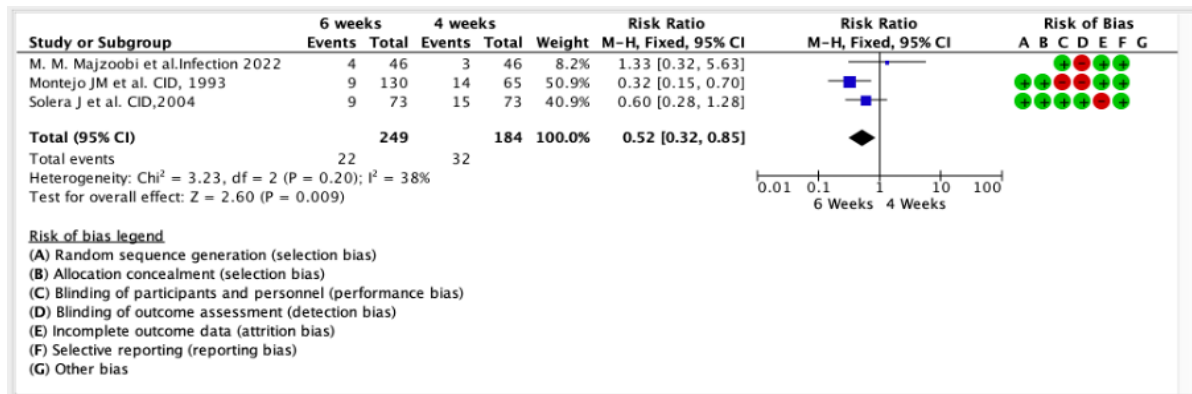 6 weeks 4 weeks Risk Ratio Risk Ratio Risk of Bias
Study or Subgroup Events Total Events Total Weight M-H, Fixed, 95% CI M-H, Fixed, 95% CI A B C D E F G
M. M. Majzoobi et al.Infection 2022 4 46 3 46 8.2% 1.33 [0.32, 5.63] + - + +
Montejo JM et al. CID, 1993 9 130 14 65 50.9% 0.32 [0.15, 0.70] + + - - + +
Solera J et al. CID,2004 9 73 15 73 40.9% 0.60 [0.28, 1.28] + + + + - +
Total (95% CI) 249 184 100.0% 0.52 [0.32, 0.85]
Total events 22 32
Heterogeneity: Chi² = 3.23, df = 2 (P = 0.20); I² = 38%
Test for overall effect: Z = 2.60 (P = 0.009)
0.01 0.1 1 10 100
6 Weeks 4 Weeks
Risk of bias legend
(A) Random sequence generation (selection bias)
(B) Allocation concealment (selection bias)
(C) Blinding of participants and personnel (performance bias)
(D) Blinding of outcome assessment (detection bias)
(E) Incomplete outcome data (attrition bias)
(F) Selective reporting (reporting bias)
(G) Other bias